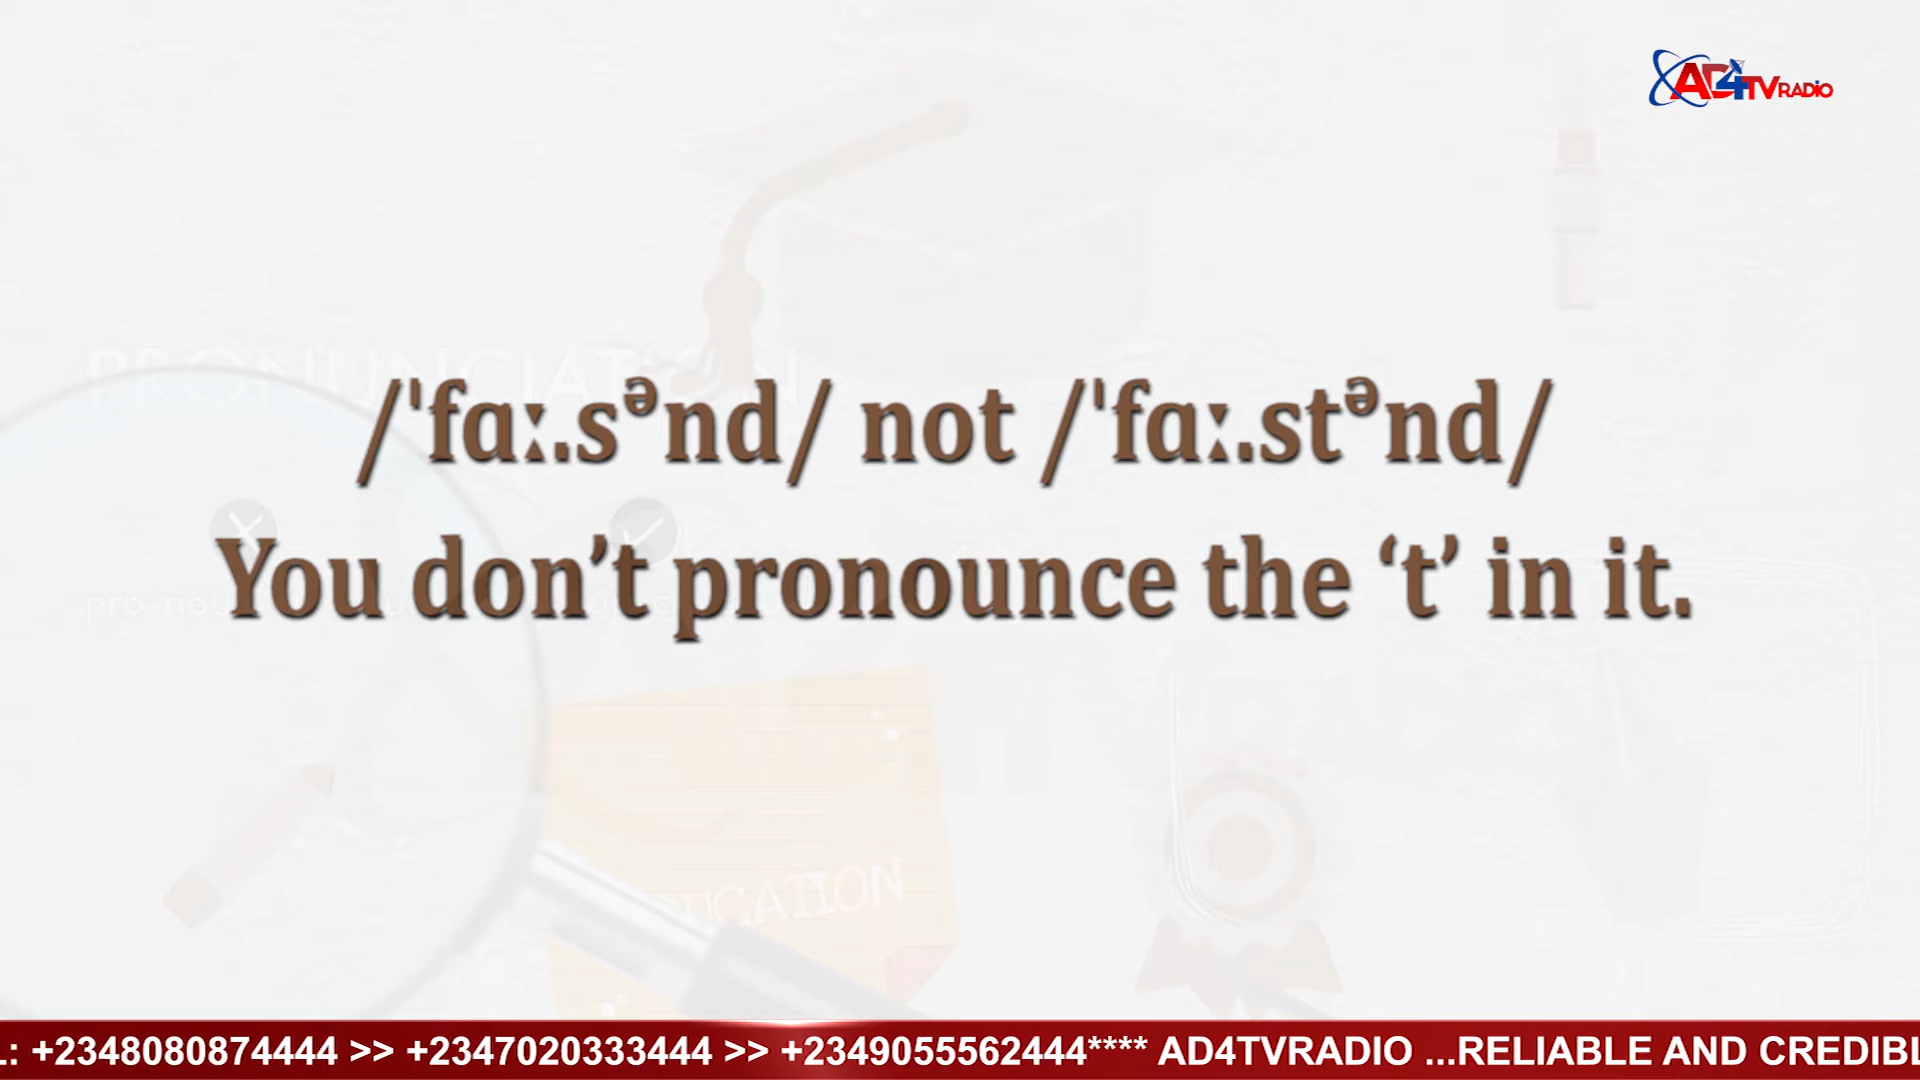 AD4TV RADIO
PRONUNCIATION
/ˈfɑː.sᵊnd/ not /ˈfɑː.stᵊnd/
You don’t pronounce the ‘t’ in it.
.: +2348080874444 >> +2347020333444 >> +2349055562444**** AD4TVRADIO ...RELIABLE AND CREDIBL